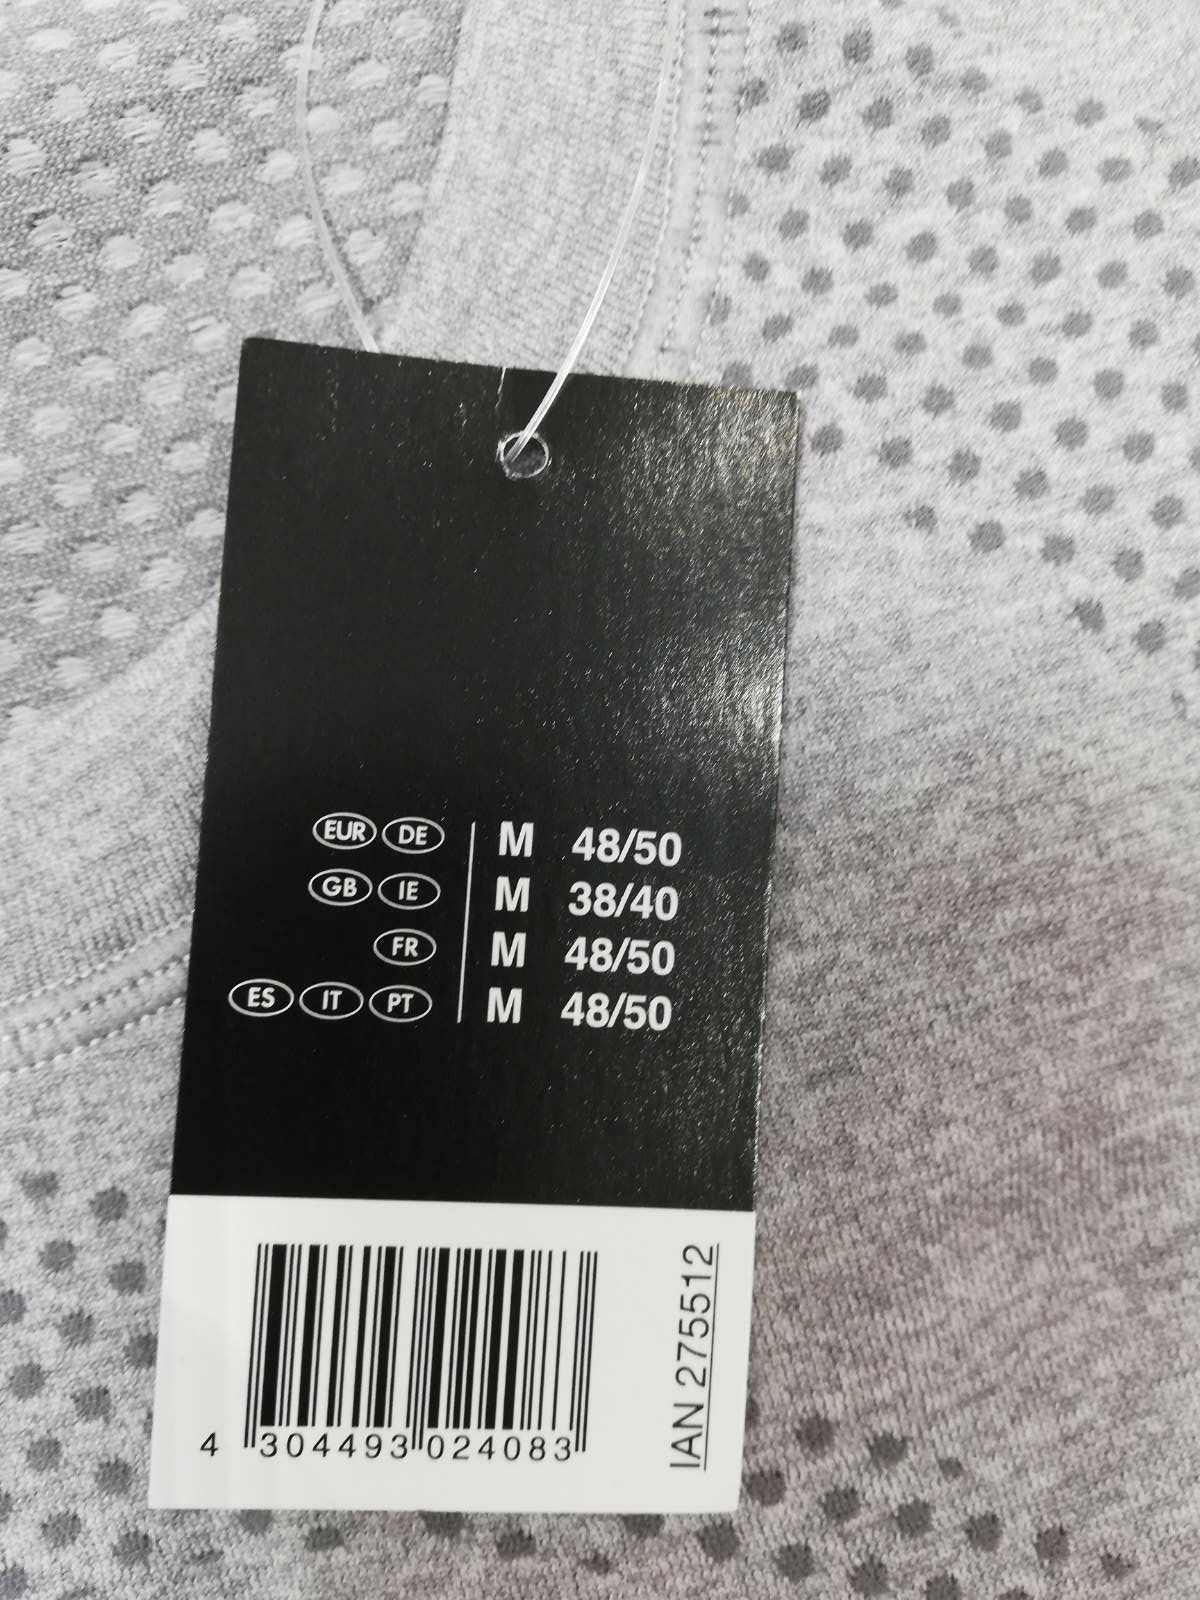 EUR DE M 48/50
GB IE M 38/40
FR M 48/50
ES IT PT M 48/50
4 304493 024083
IAN 275512